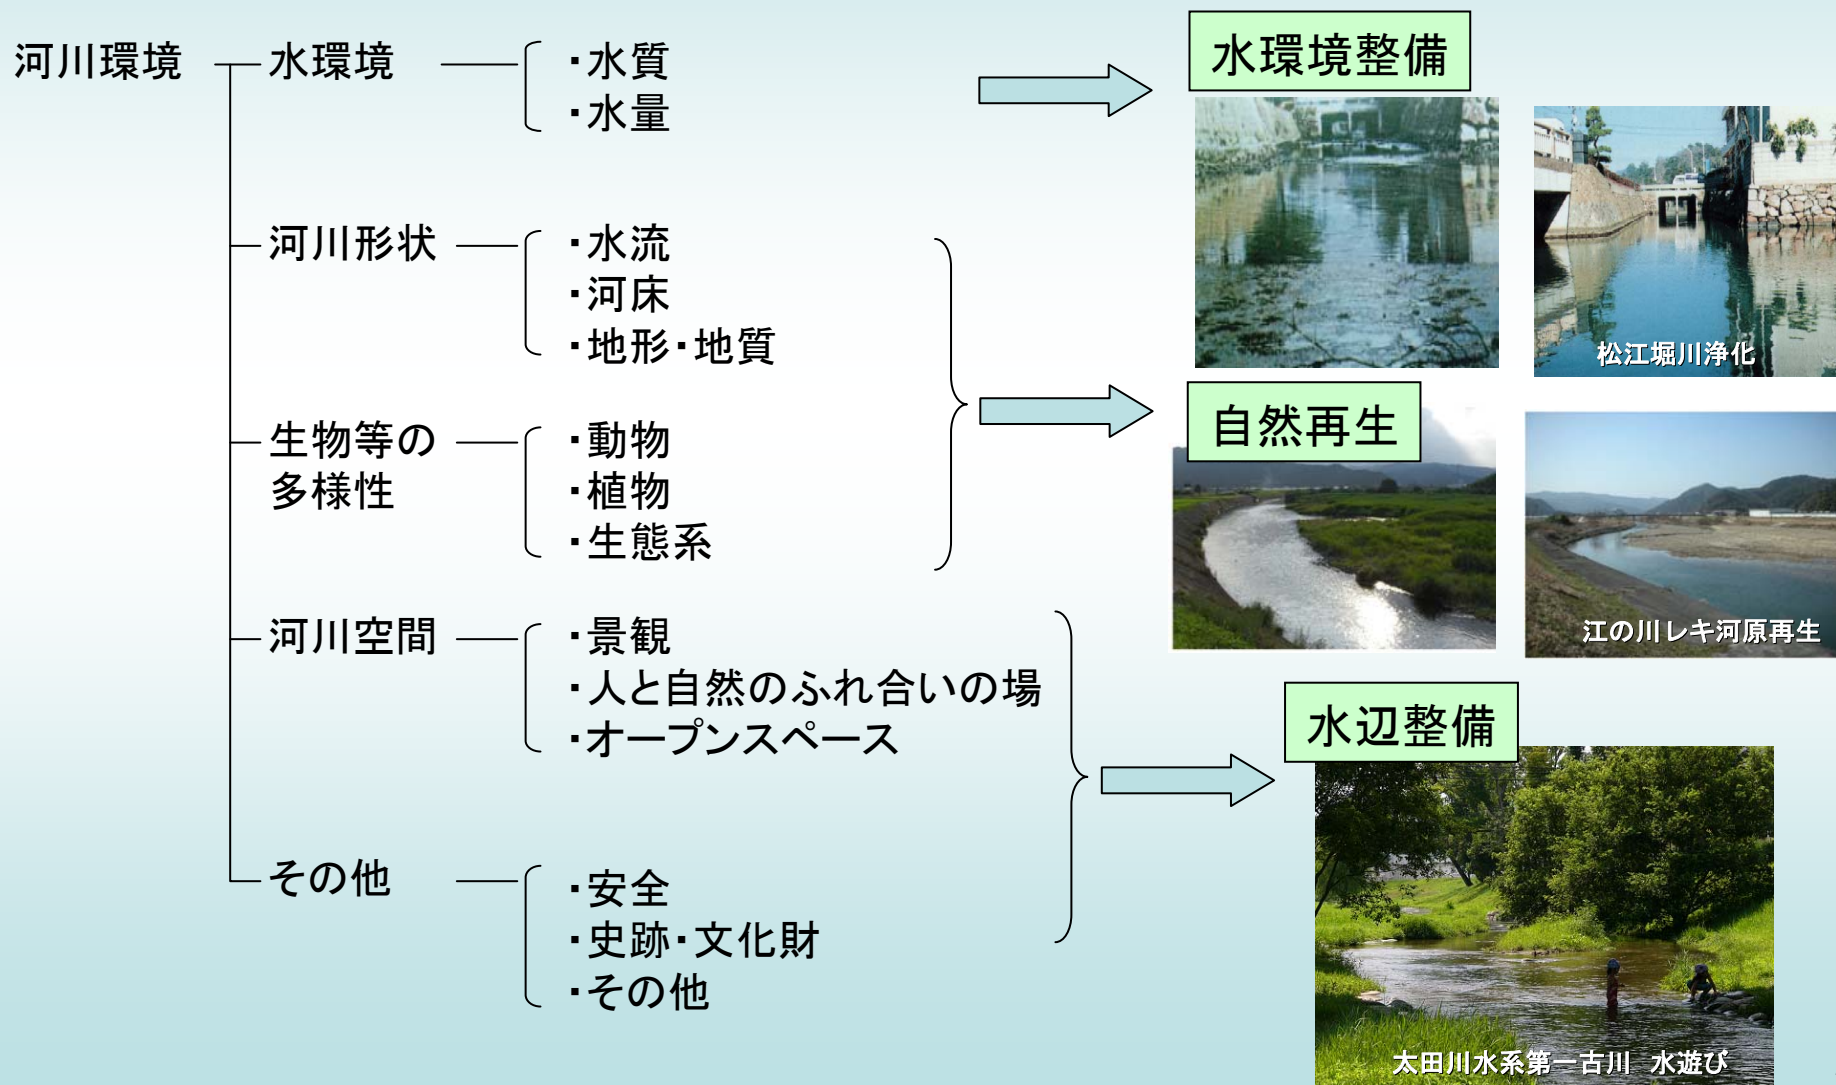 河川環境
水環境
・水質
・水量
水環境整備
松江堀川浄化
河川形状
・水流
・河床
・地形・地質
生物等の
多様性
・動物
・植物
・生態系
自然再生
江の川レキ河原再生
河川空間
・景観
・人と自然のふれ合いの場
・オープンスペース
その他
・安全
・史跡・文化財
・その他
水辺整備
太田川水系第一古川　水遊び